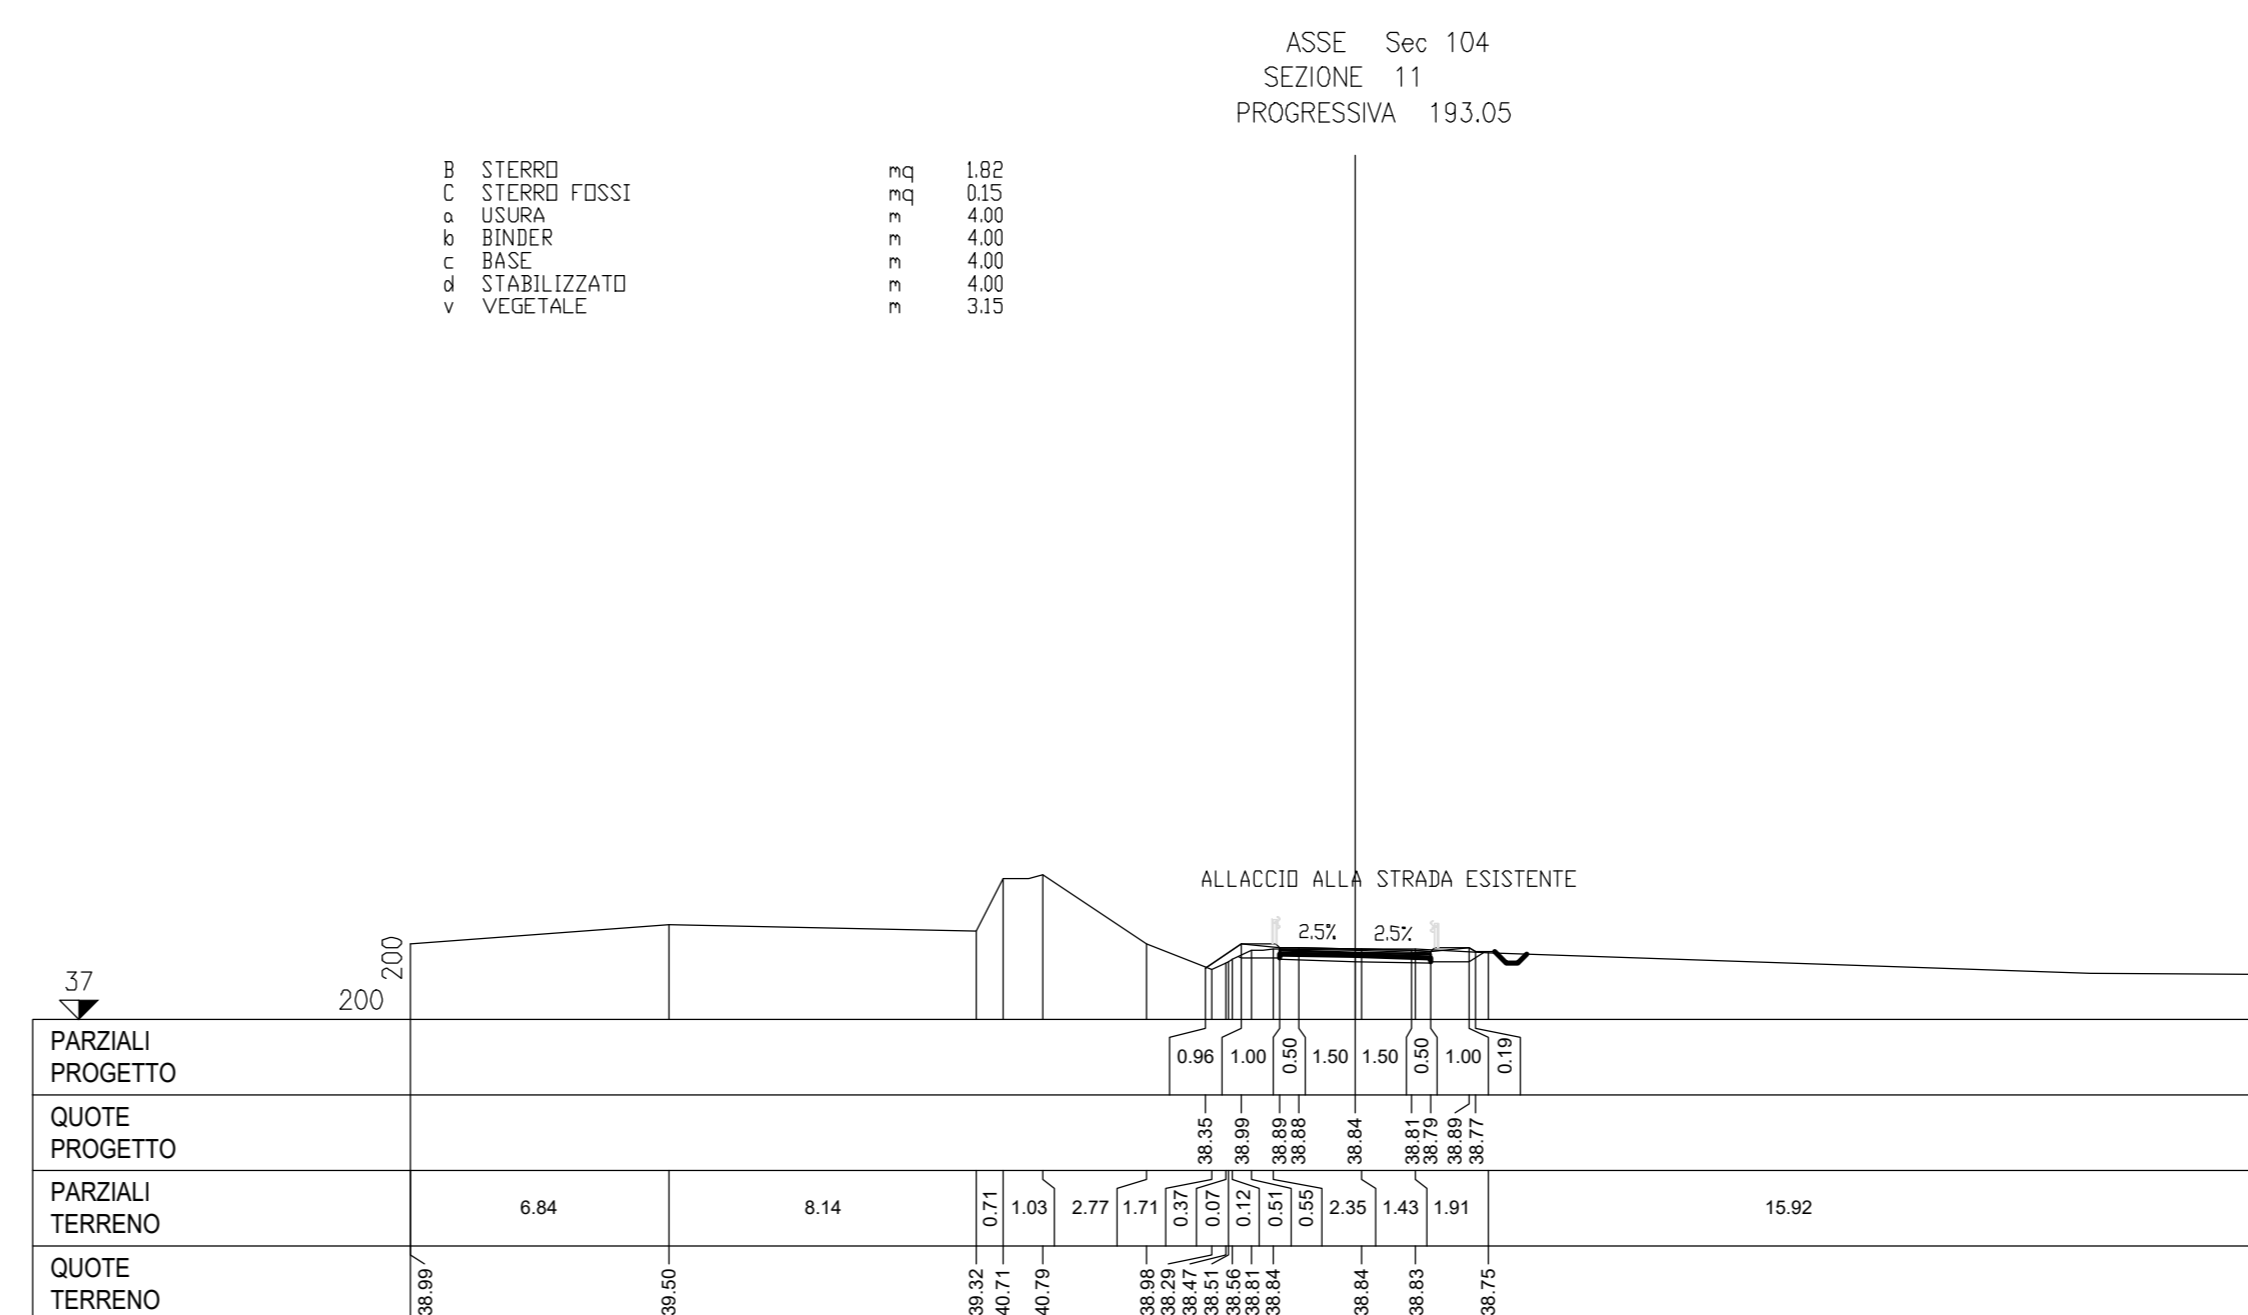 ASSE Sec 104
SEZIONE 11
PROGRESSIVA 193.05
B STERRO mq 1.82
C STERRO FOSSI mq 0.15
a USURA m 4.00
b BINDER m 4.00
c BASE m 4.00
d STABILIZZATO m 4.00
v VEGETALE m 3.15
ALLACCIO ALLA STRADA ESISTENTE
2.5% 2.5%
200
37
200
PARZIALI
PROGETTO
0.96 1.00 0.50 1.50 1.50 0.50 1.00 0.19
QUOTE
PROGETTO
38.35 38.99 38.89 38.88 38.84 38.81 38.79 38.89 38.77
PARZIALI
TERRENO
6.84 8.14 0.71 1.03 2.77 1.71 0.37 0.07 0.12 0.51 0.55 2.35 1.43 1.91 15.92
QUOTE
TERRENO
38.99 39.50 39.32 40.71 40.79 38.98 38.29 38.47 38.51 38.56 38.81 38.84 38.84 38.83 38.75